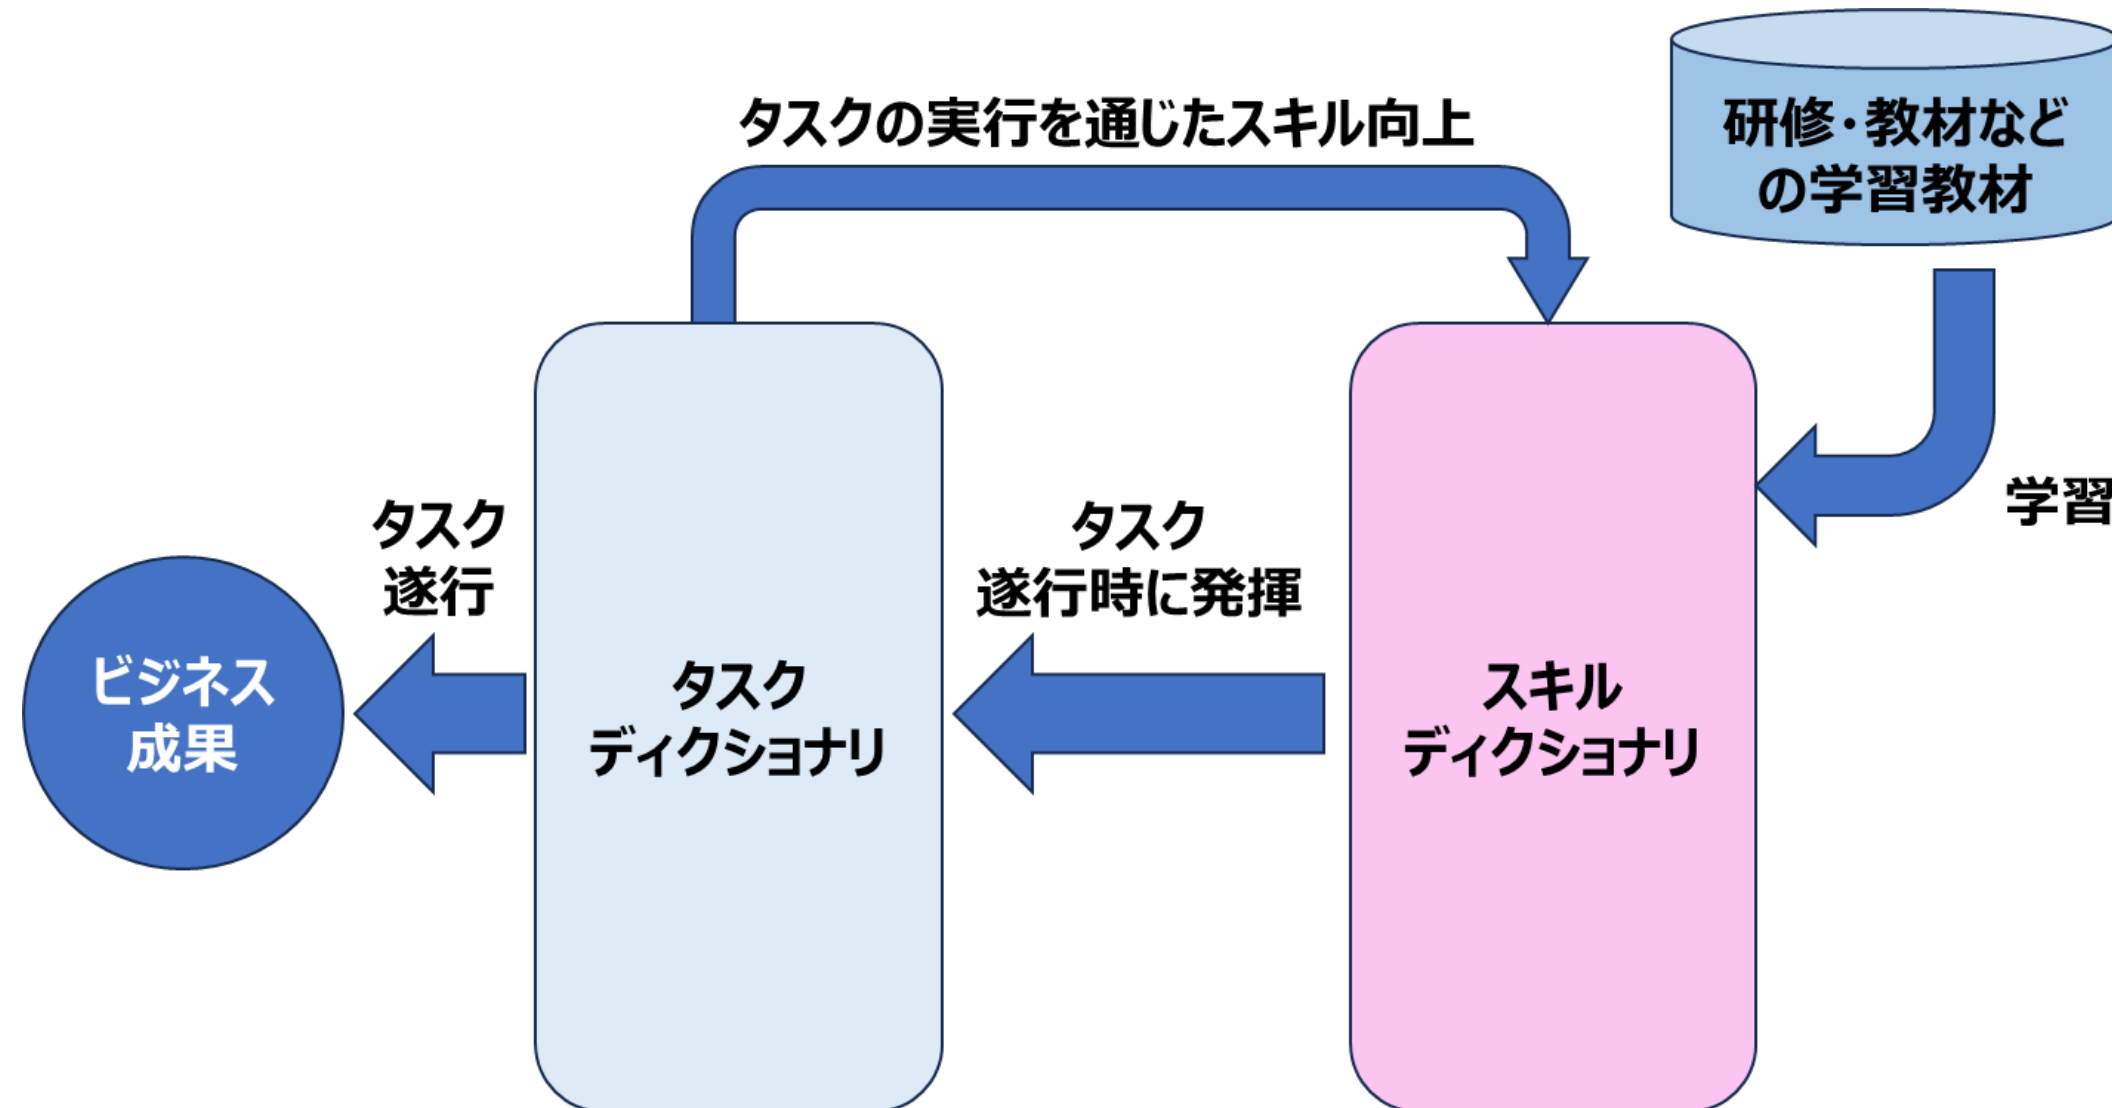 タスクの実行を通じたスキル向上
研修・教材など
の学習教材
学習
タスク
遂行
タスク
遂行時に発揮
ビジネス
成果
タスク
ディクショナリ
スキル
ディクショナリ